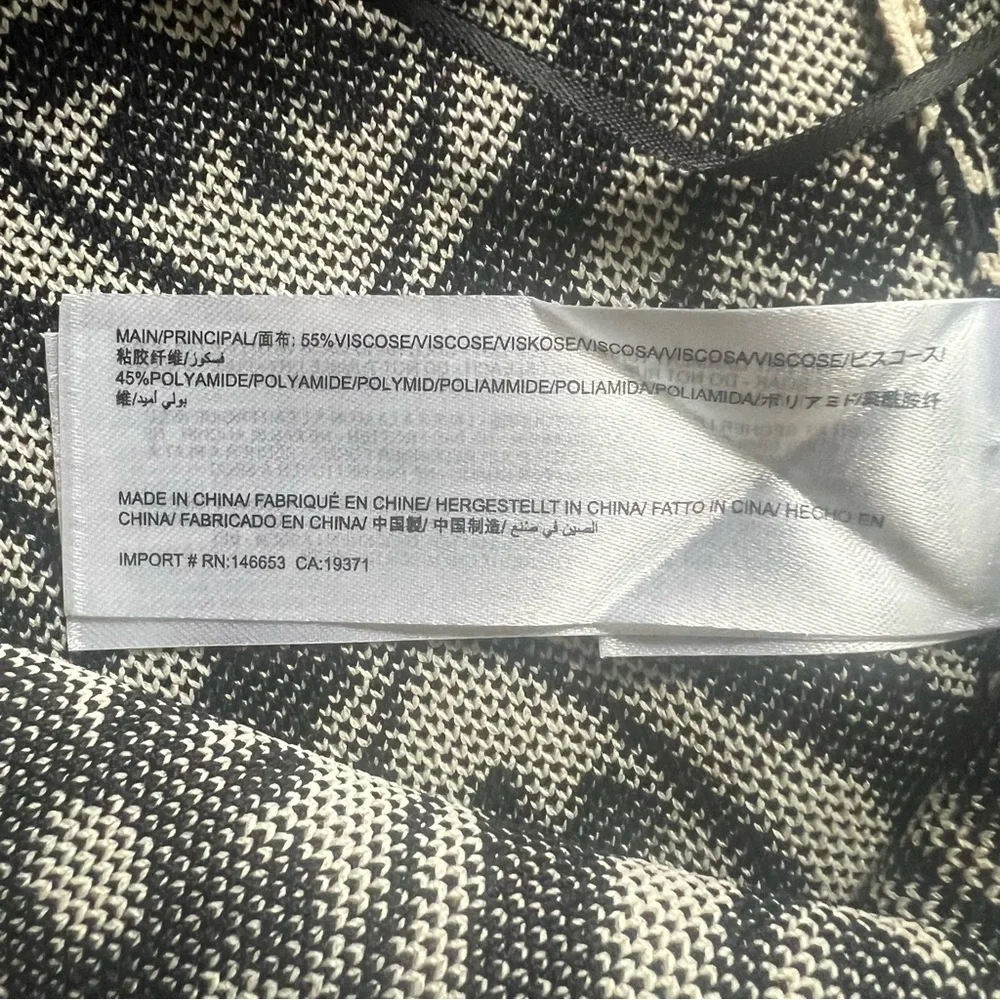 MAIN/PRINCIPAL/面布: 55%VISCOSE/VISCOSE/VISKOSE/VISCOSA/VISCOSA/VISCOSE/ビスコース/
粘胶纤维/فسكوز
45%POLYAMIDE/POLYAMIDE/POLYMID/POLIAMMIDE/POLIAMIDA/POLIAMIDA/ポリアミド/聚酰胺纤
维/بولي أميد
MADE IN CHINA/ FABRIQUÉ EN CHINE/ HERGESTELLT IN CHINA/ FATTO IN CINA/ HECHO EN
CHINA/ FABRICADO EN CHINA/ 中国製/ 中国制造/ الصين في صنع
IMPORT # RN:146653 CA:19371